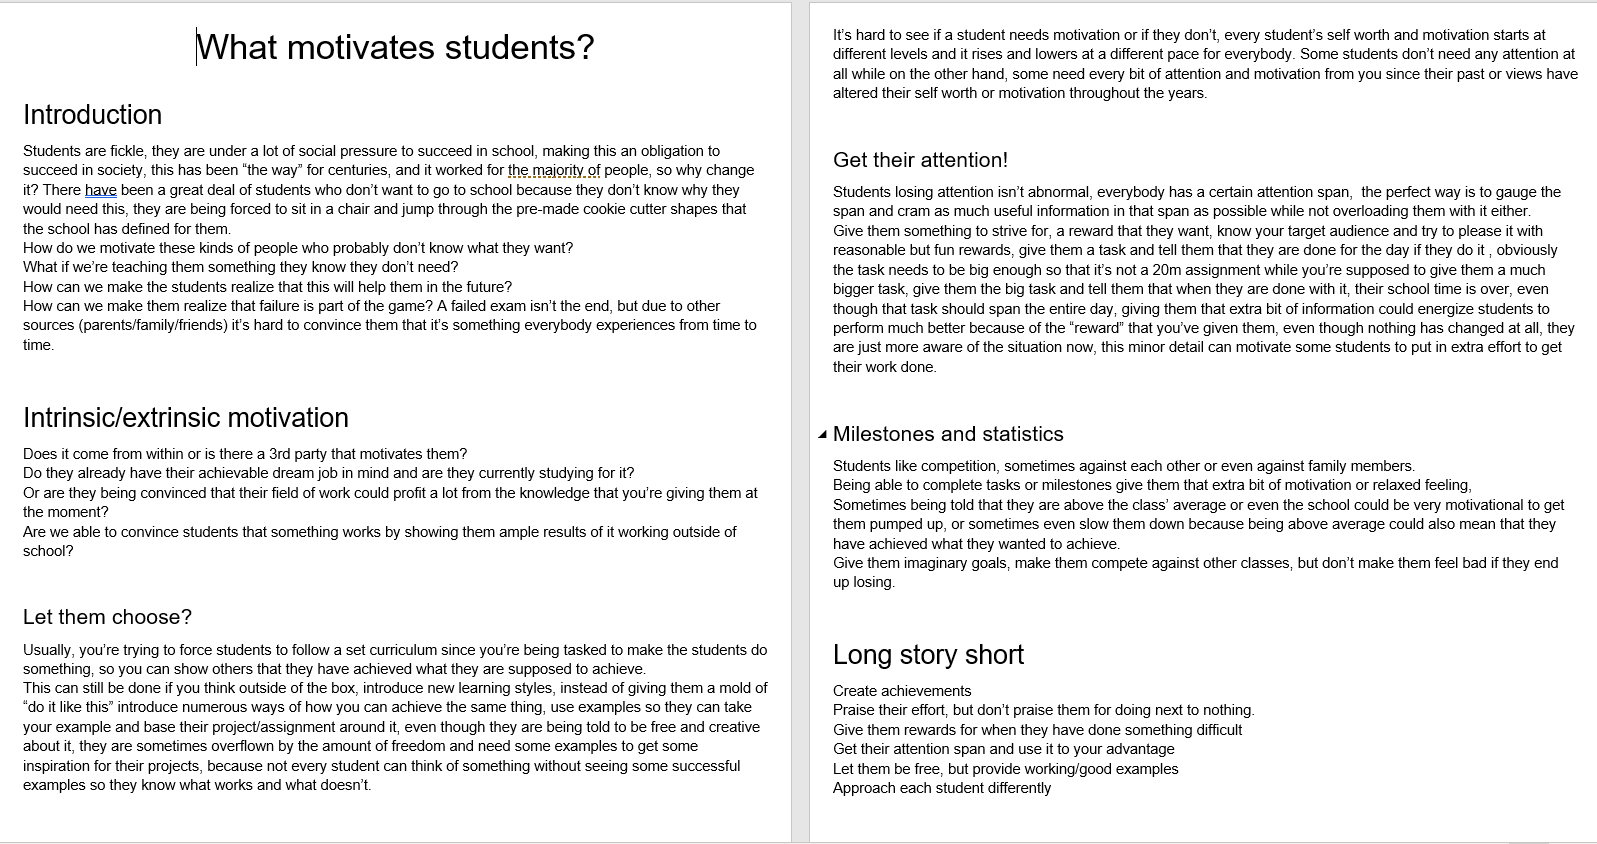 What motivates students?
Introduction
Students are fickle, they are under a lot of social pressure to succeed in school, making this an obligation to
succeed in society, this has been “the way” for centuries, and it worked for the majority of people, so why change
it? There have been a great deal of students who don’t want to go to school because they don’t know why they
would need this, they are being forced to sit in a chair and jump through the pre-made cookie cutter shapes that
the school has defined for them.
How do we motivate these kinds of people who probably don’t know what they want?
What if we’re teaching them something they know they don’t need?
How can we make the students realize that this will help them in the future?
How can we make them realize that failure is part of the game? A failed exam isn’t the end, but due to other
sources (parents/family/friends) it’s hard to convince them that it’s something everybody experiences from time to
time.
Intrinsic/extrinsic motivation
Does it come from within or is there a 3rd party that motivates them?
Do they already have their achievable dream job in mind and are they currently studying for it?
Or are they being convinced that their field of work could profit a lot from the knowledge that you’re giving them at
the moment?
Are we able to convince students that something works by showing them ample results of it working outside of
school?
Let them choose?
Usually, you’re trying to force students to follow a set curriculum since you’re being tasked to make the students do
something, so you can show others that they have achieved what they are supposed to achieve.
This can still be done if you think outside of the box, introduce new learning styles, instead of giving them a mold of
“do it like this” introduce numerous ways of how you can achieve the same thing, use examples so they can take
your example and base their project/assignment around it, even though they are being told to be free and creative
about it, they are sometimes overflown by the amount of freedom and need some examples to get some
inspiration for their projects, because not every student can think of something without seeing some successful
examples so they know what works and what doesn’t.
It’s hard to see if a student needs motivation or if they don’t, every student’s self worth and motivation starts at
different levels and it rises and lowers at a different pace for everybody. Some students don’t need any attention at
all while on the other hand, some need every bit of attention and motivation from you since their past or views have
altered their self worth or motivation throughout the years.
Get their attention!
Students losing attention isn’t abnormal, everybody has a certain attention span,  the perfect way is to gauge the
span and cram as much useful information in that span as possible while not overloading them with it either.
Give them something to strive for, a reward that they want, know your target audience and try to please it with
reasonable but fun rewards, give them a task and tell them that they are done for the day if they do it , obviously
the task needs to be big enough so that it’s not a 20m assignment while you’re supposed to give them a much
bigger task, give them the big task and tell them that when they are done with it, their school time is over, even
though that task should span the entire day, giving them that extra bit of information could energize students to
perform much better because of the “reward” that you’ve given them, even though nothing has changed at all, they
are just more aware of the situation now, this minor detail can motivate some students to put in extra effort to get
their work done.
Milestones and statistics
Students like competition, sometimes against each other or even against family members.
Being able to complete tasks or milestones give them that extra bit of motivation or relaxed feeling,
Sometimes being told that they are above the class’ average or even the school could be very motivational to get
them pumped up, or sometimes even slow them down because being above average could also mean that they
have achieved what they wanted to achieve.
Give them imaginary goals, make them compete against other classes, but don’t make them feel bad if they end
up losing.
Long story short
Create achievements
Praise their effort, but don’t praise them for doing next to nothing.
Give them rewards for when they have done something difficult
Get their attention span and use it to your advantage
Let them be free, but provide working/good examples
Approach each student differently